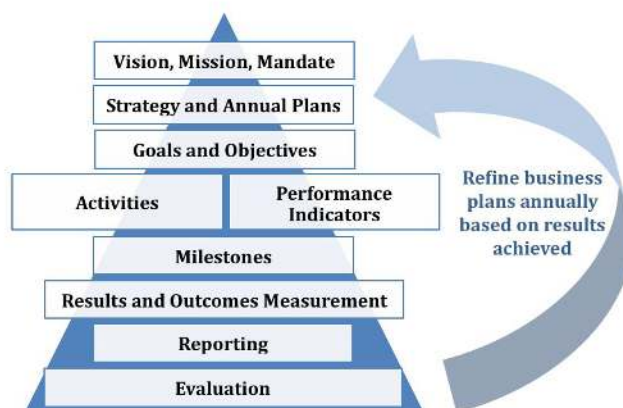 Vision, Mission, Mandate
Strategy and Annual Plans
Goals and Objectives
Activities
Performance
Indicators
Milestones
Results and Outcomes Measurement
Reporting
Evaluation
Refine business
plans annually
based on results
achieved